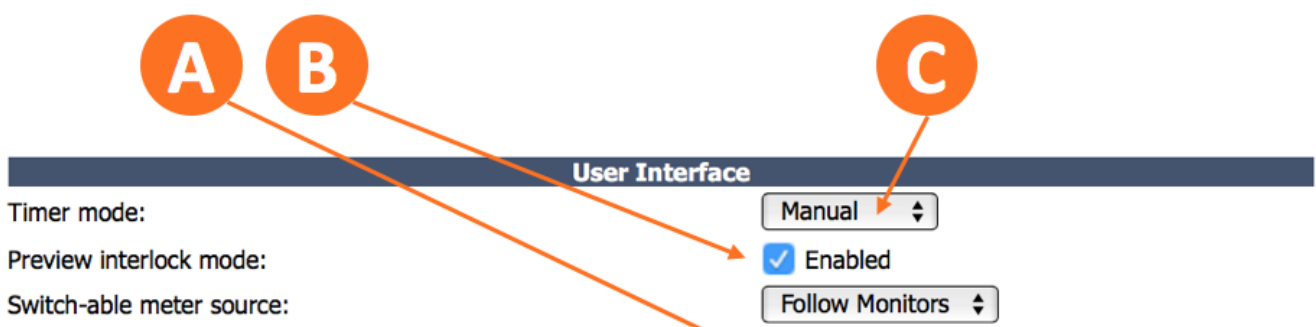 A B C
User Interface
Timer mode: Manual
Preview interlock mode: Enabled
Switch-able meter source: Follow Monitors